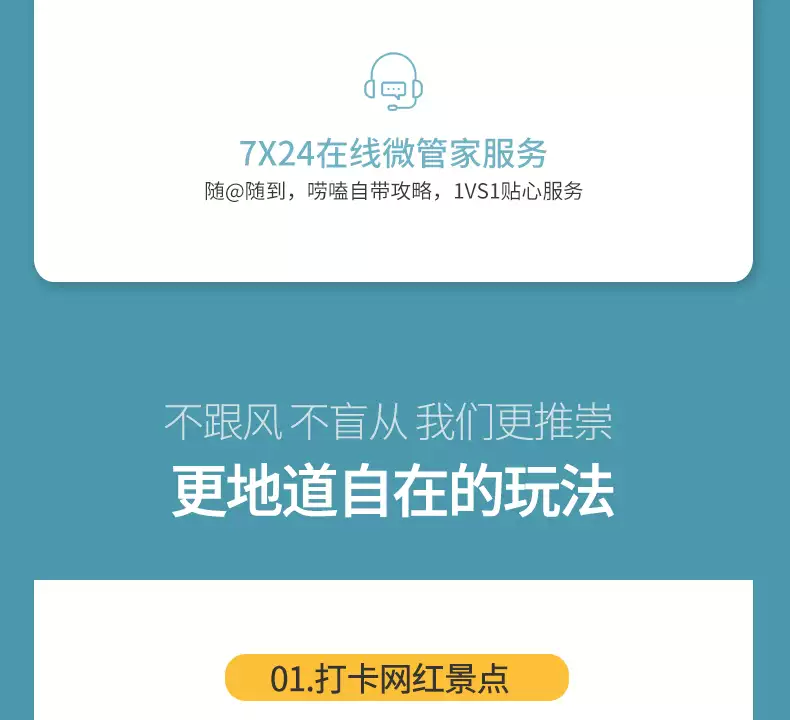 7X24在线微管家服务
随@随到，唠嗑自带攻略，1VS1贴心服务
不跟风 不盲从 我们更推崇
更地道自在的玩法
01.打卡网红景点